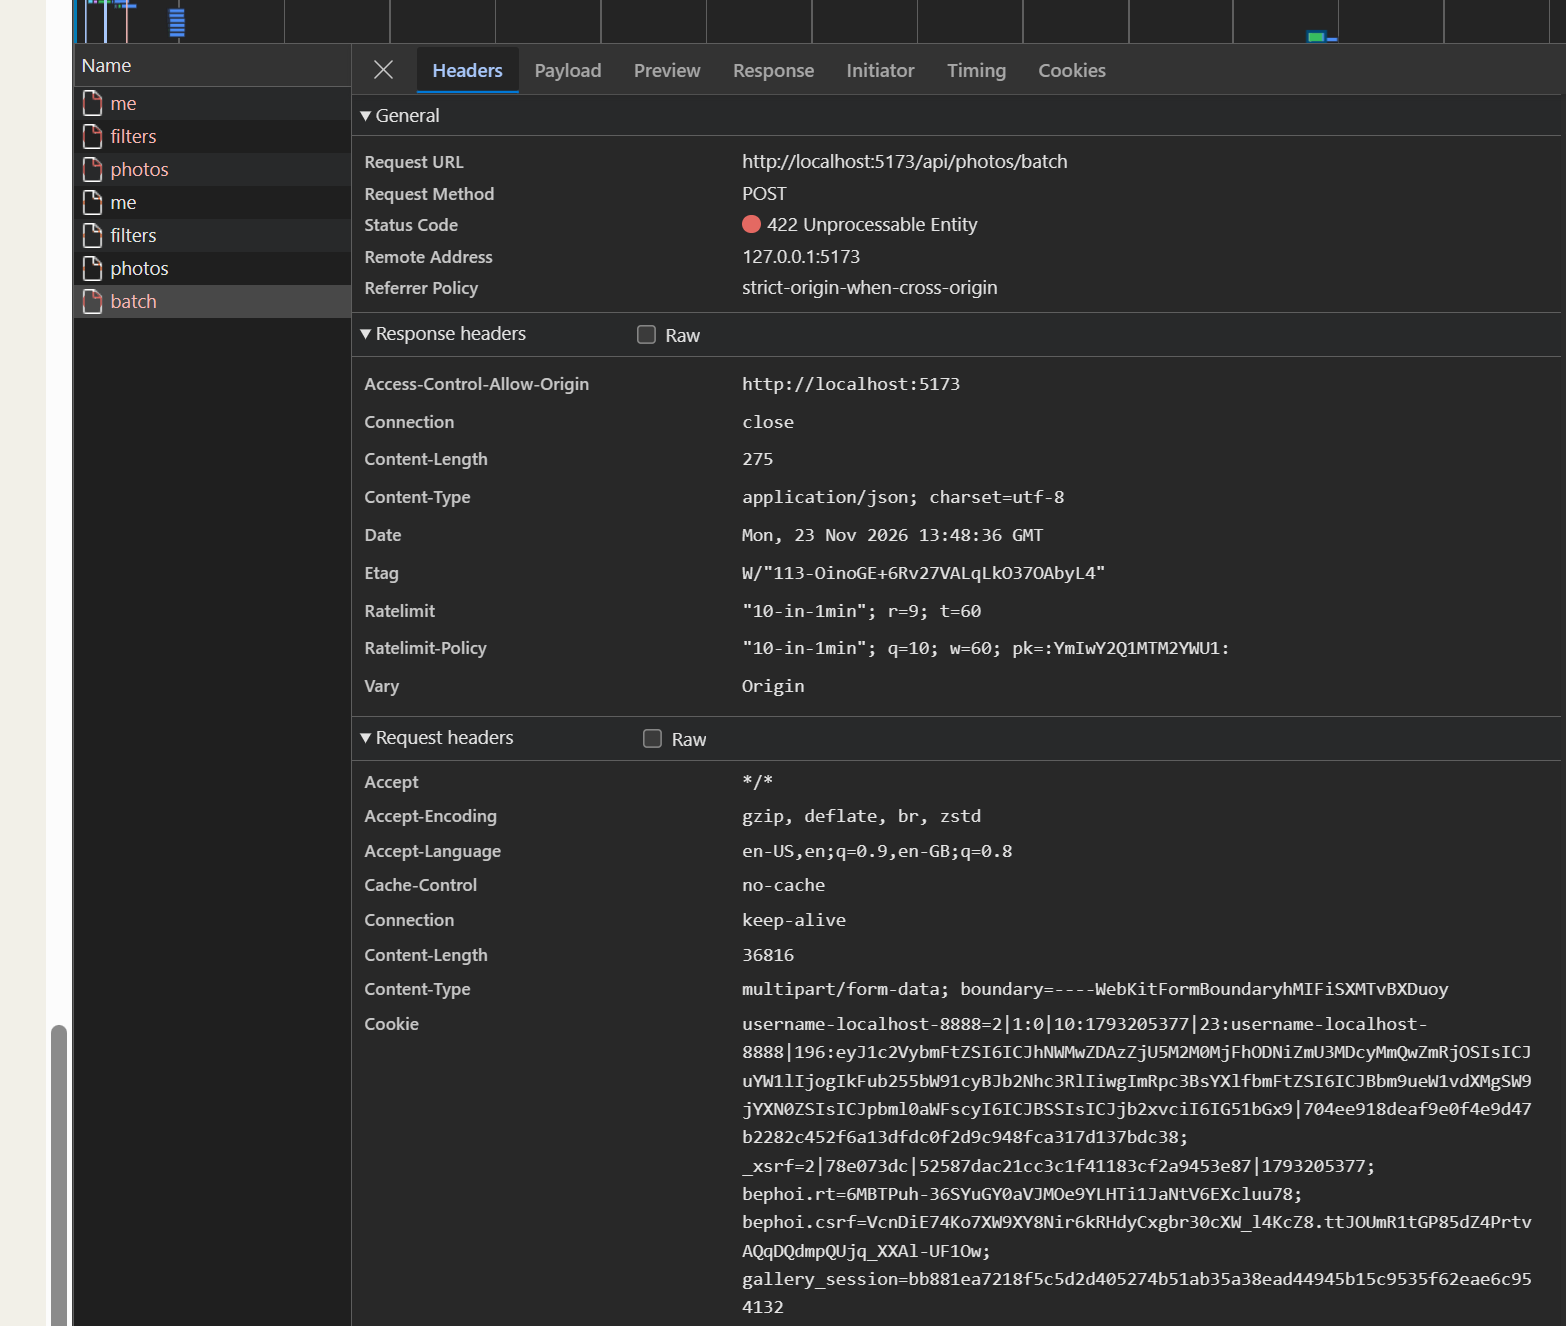 Name
me
filters
photos
me
filters
photos
batch
Headers Payload Preview Response Initiator Timing Cookies
General
Request URL http://localhost:5173/api/photos/batch
Request Method POST
Status Code 422 Unprocessable Entity
Remote Address 127.0.0.1:5173
Referrer Policy strict-origin-when-cross-origin
Response headers Raw
Access-Control-Allow-Origin http://localhost:5173
Connection close
Content-Length 275
Content-Type application/json; charset=utf-8
Date Mon, 23 Nov 2026 13:48:36 GMT
Etag W/"113-OinoGE+6Rv27VALqLkO37OAbyL4"
Ratelimit "10-in-1min"; r=9; t=60
Ratelimit-Policy "10-in-1min"; q=10; w=60; pk=:YmIwY2Q1MTM2YWU1:
Vary Origin
Request headers Raw
Accept */*
Accept-Encoding gzip, deflate, br, zstd
Accept-Language en-US,en;q=0.9,en-GB;q=0.8
Cache-Control no-cache
Connection keep-alive
Content-Length 36816
Content-Type multipart/form-data; boundary=----WebKitFormBoundaryhMIFiSXMTvBXDuoy
Cookie username-localhost-8888=2|1:0|10:1793205377|23:username-localhost-
8888|196:eyJ1c2VybmFtZSI6ICJhNWMwZDAzZjU5M2M0MjFhODNiZmU3MDcyMmQwZmRjOSIsICJ
uYW1lIjogIkFub255bW91cyBJb2Nhc3RlIiwgImRpc3BsYXlfbmFtZSI6ICJBbm9ueW1vdXMgSW9
jYXN0ZSIsICJpbml0aWFscyI6ICJBSSIsICJjb2xvciI6IG51bGx9|704ee918deaf9e0f4e9d47
b2282c452f6a13dfdc0f2d9c948fca317d137bdc38;
_xsrf=2|78e073dc|52587dac21cc3c1f41183cf2a9453e87|1793205377;
bephoi.rt=6MBTPuh-36SYuGY0aVJMOe9YLHTi1JaNtV6EXcluu78;
bephoi.csrf=VcnDiE74Ko7XW9XY8Nir6kRHdyCxgbr30cXW_l4KcZ8.ttJOUmR1tGP85dZ4Prtv
AQqDQdmpQUjq_XXAl-UF1Ow;
gallery_session=bb881ea7218f5c5d2d405274b51ab35a38ead44945b15c9535f62eae6c95
4132